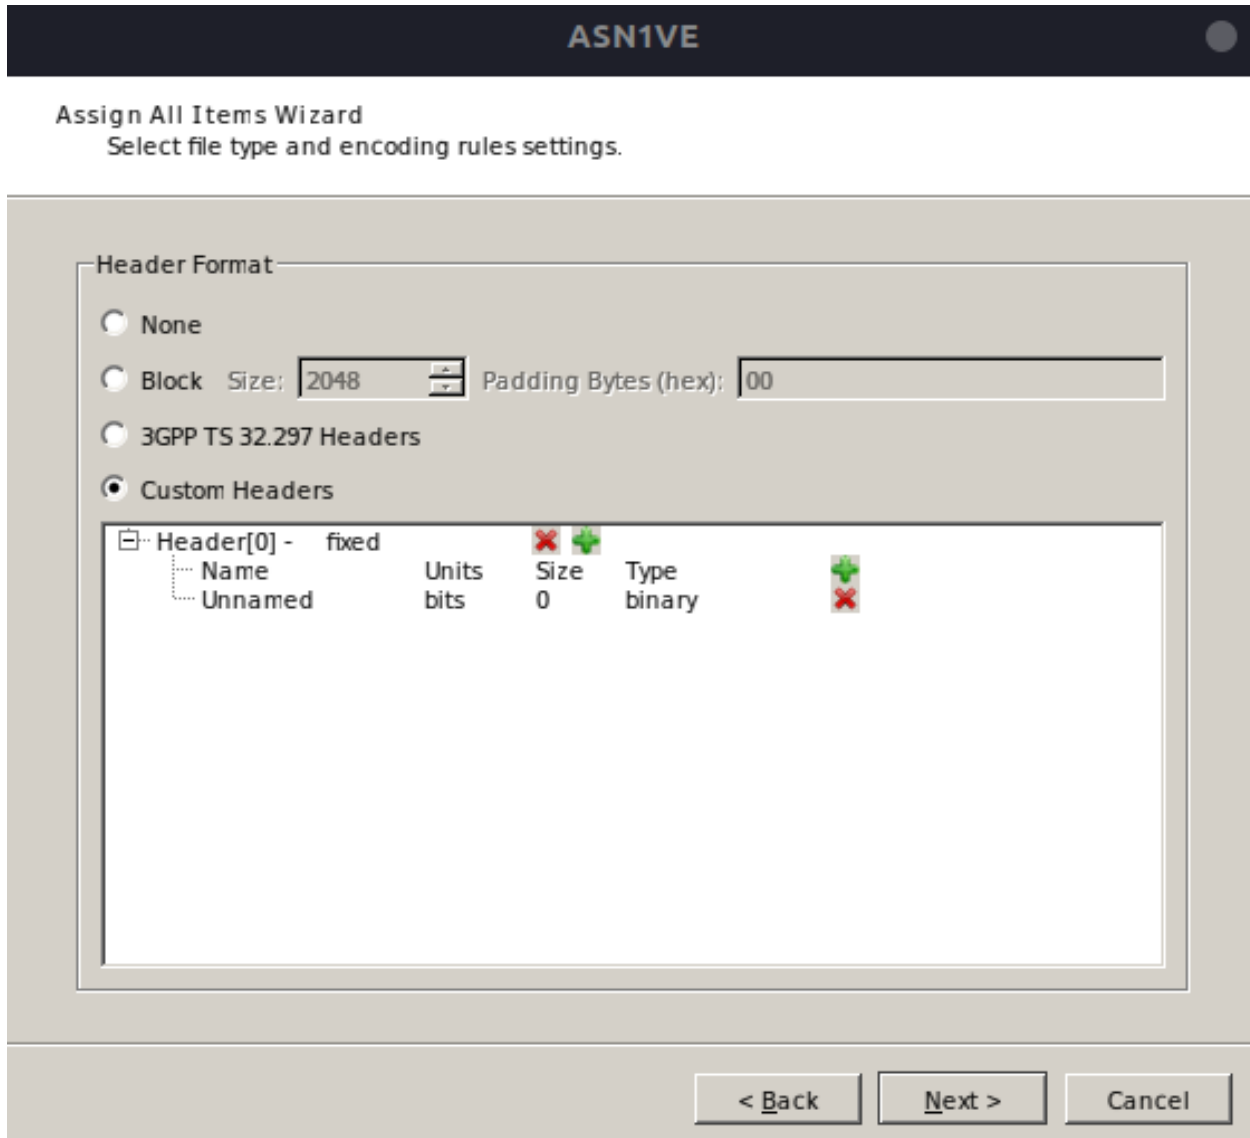 ASN1VE
Assign All Items Wizard
Select file type and encoding rules settings.
Header Format
None
Block Size: 2048 Padding Bytes (hex): 00
3GPP TS 32.297 Headers
Custom Headers
Header[0] - fixed
Name Units Size Type
Unnamed bits 0 binary
< Back Next > Cancel